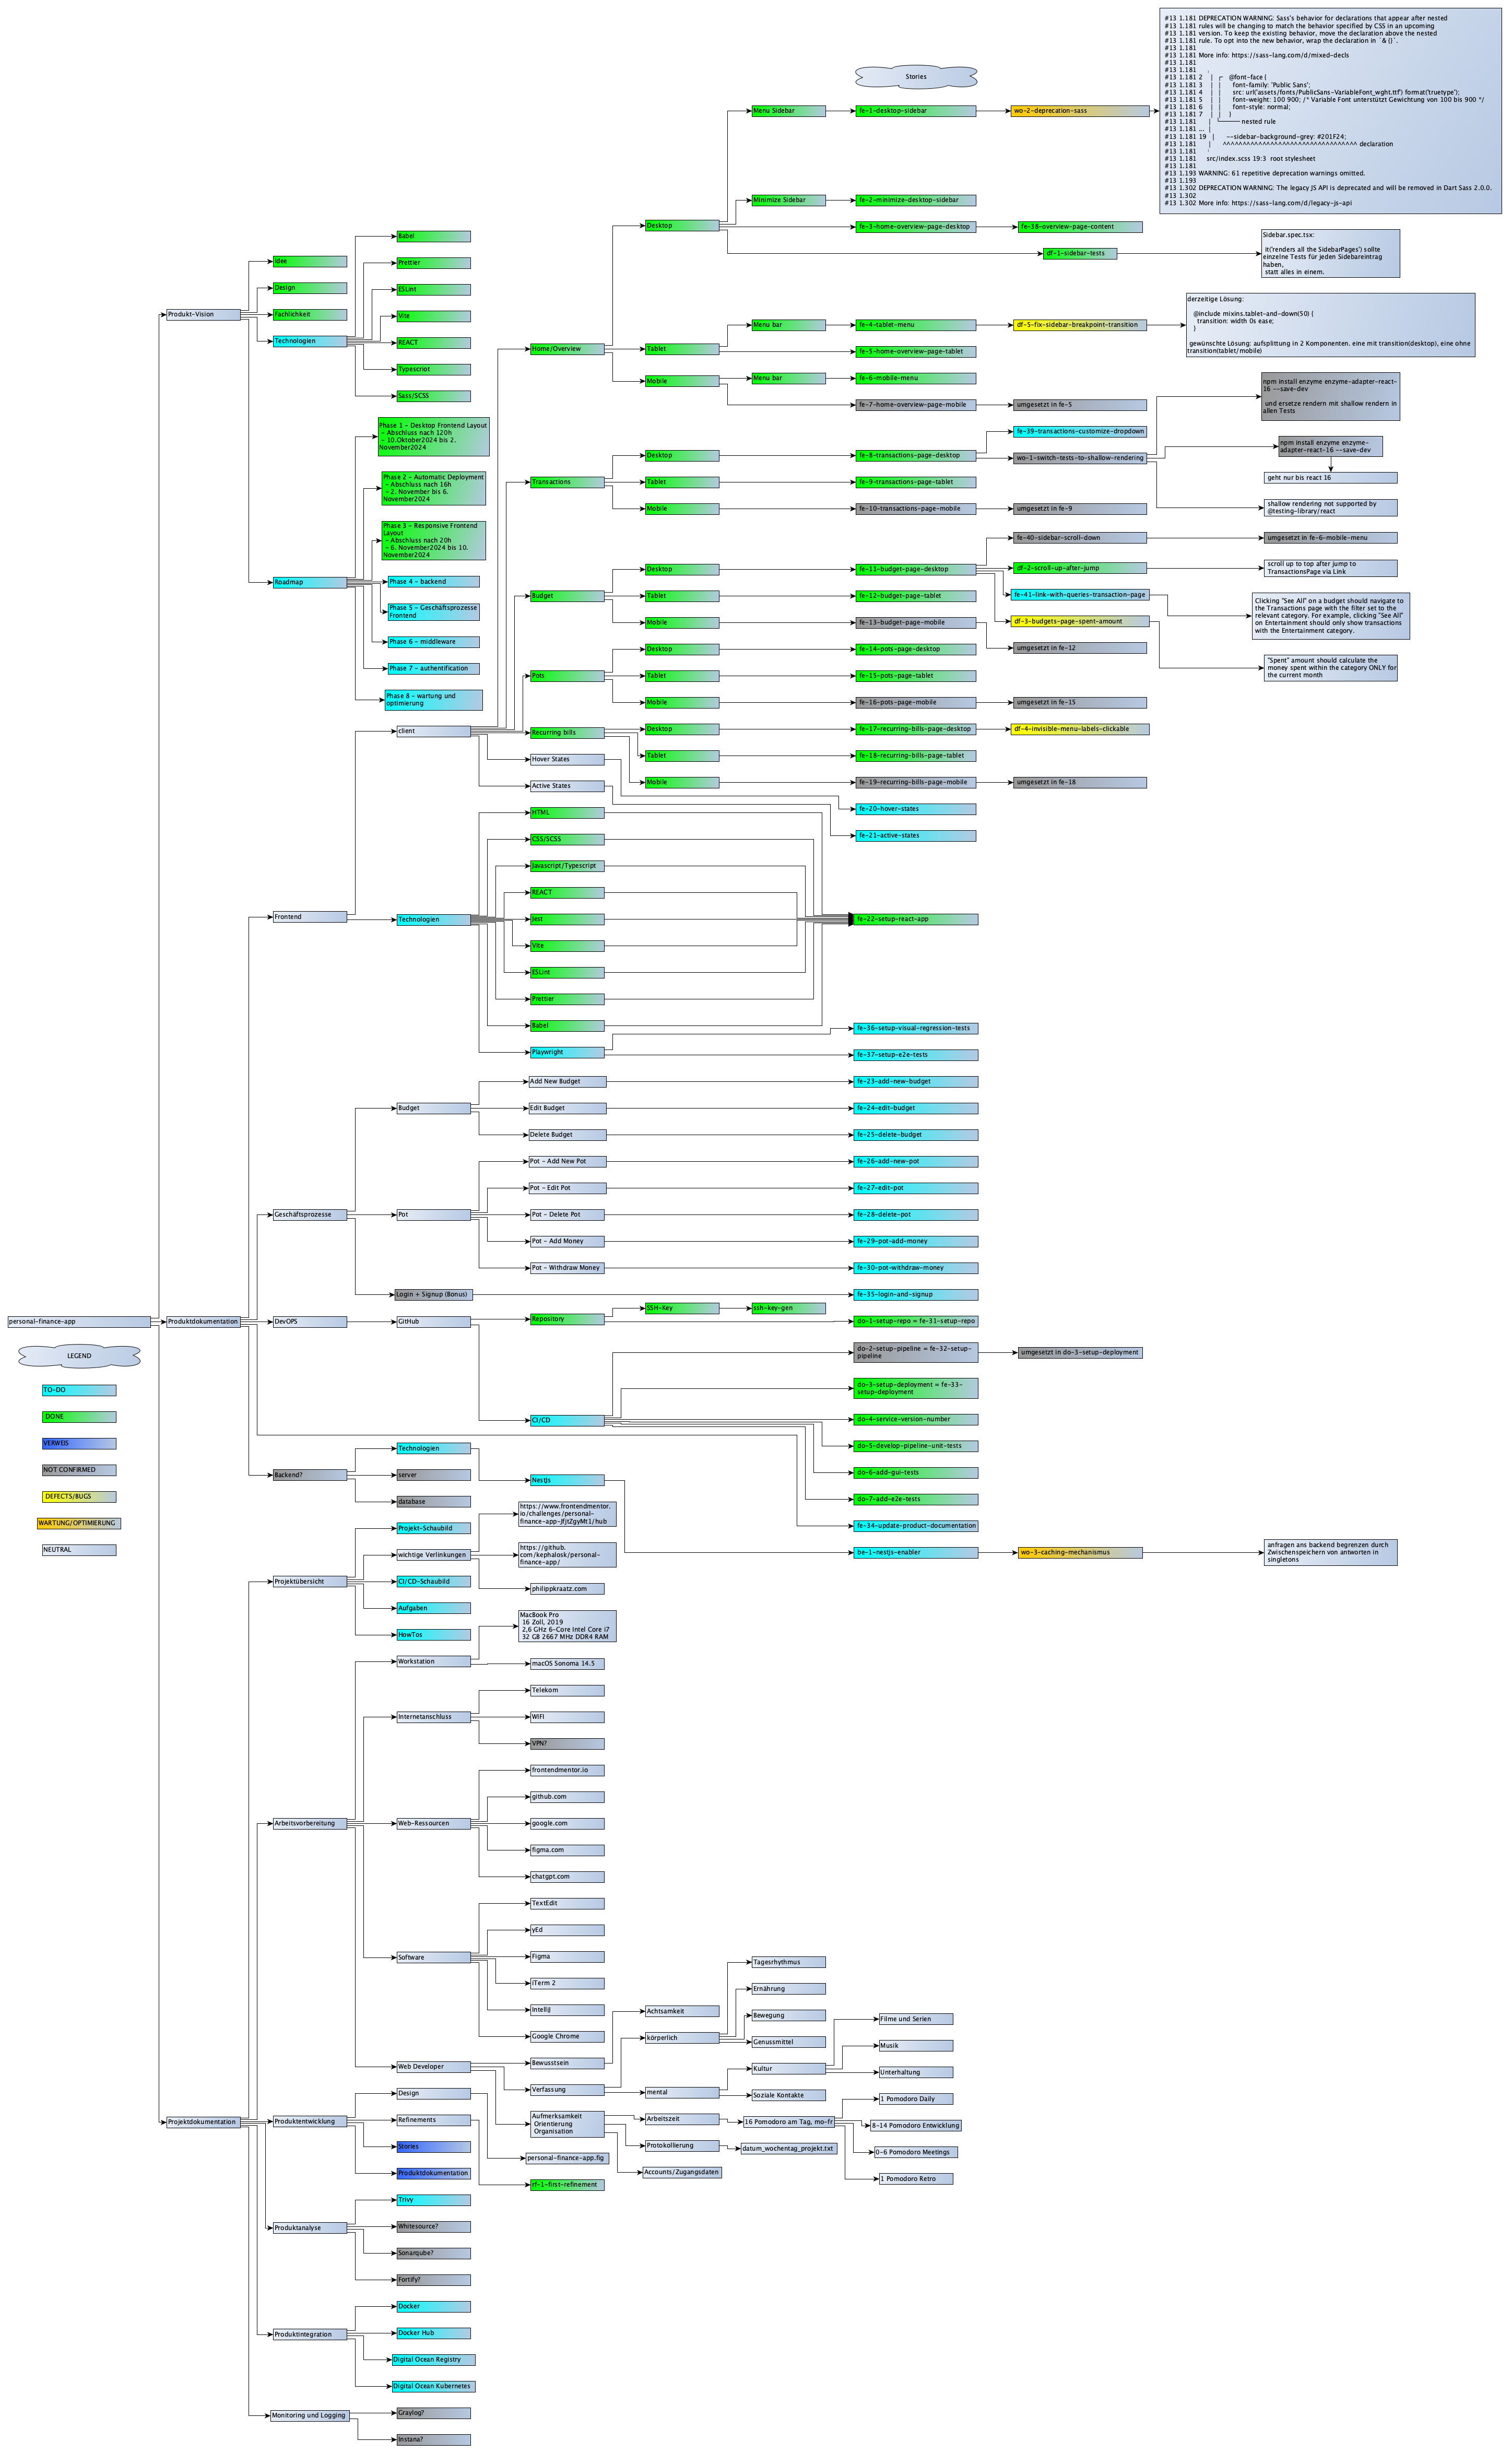 #13 1.181 DEPRECATION WARNING: Sass's behavior for declarations that appear after nested
#13 1.181 rules will be changing to match the behavior specified by CSS in an upcoming
#13 1.181 version. To keep the existing behavior, move the declaration above the nested
#13 1.181 rule. To opt into the new behavior, wrap the declaration in `& {}`.
#13 1.181
#13 1.181 More info: https://sass-lang.com/d/mixed-decls
#13 1.181
#13 1.181     ╷
#13 1.181 2   │ ┌   @font-face {
#13 1.181 3   │ │     font-family: 'Public Sans';
#13 1.181 4   │ │     src: url('assets/fonts/PublicSans-VariableFont_wght.ttf') format('truetype');
#13 1.181 5   │ │     font-weight: 100 900; /* Variable Font unterstützt Gewichtung von 100 bis 900 */
#13 1.181 6   │ │     font-style: normal;
#13 1.181 7   │ │   }
#13 1.181     │ └─── nested rule
#13 1.181 ... │
#13 1.181 19  │     --sidebar-background-grey: #201F24;
#13 1.181     │     ^^^^^^^^^^^^^^^^^^^^^^^^^^^^^^^^^^ declaration
#13 1.181     ╵
#13 1.181     src/index.scss 19:3  root stylesheet
#13 1.181
#13 1.193 WARNING: 61 repetitive deprecation warnings omitted.
#13 1.193
#13 1.302 DEPRECATION WARNING: The legacy JS API is deprecated and will be removed in Dart Sass 2.0.0.
#13 1.302
#13 1.302 More info: https://sass-lang.com/d/legacy-js-api
Stories
Menu Sidebar
fe-1-desktop-sidebar
wo-2-deprecation-sass
Minimize Sidebar
fe-2-minimize-desktop-sidebar
Desktop
fe-3-home-overview-page-desktop
fe-38-overview-page-content
df-1-sidebar-tests
Sidebar.spec.tsx:
it('renders all the SidebarPages') sollte
einzelne Tests für jeden Sidebareintrag
haben,
statt alles in einem.
Babel
Idee
Prettier
Design
ESLint
Produkt-Vision
Fachlichkeit
Vite
Technologien
REACT
Typescriot
Sass/SCSS
Home/Overview
Tablet
Menu bar
fe-4-tablet-menu
df-5-fix-sidebar-breakpoint-transition
derzeitige Lösung:
@include mixins.tablet-and-down(50) {
transition: width 0s ease;
}
gewünschte Lösung: aufsplittung in 2 Komponenten. eine mit transition(desktop), eine ohne
transition(tablet/mobile)
fe-5-home-overview-page-tablet
Mobile
Menu bar
fe-6-mobile-menu
fe-7-home-overview-page-mobile
umgesetzt in fe-5
npm install enzyme enzyme-adapter-react-
16 --save-dev
und ersetze rendern mit shallow rendern in
allen Tests
Phase 1 - Desktop Frontend Layout
- Abschluss nach 120h
- 10.Oktober2024 bis 2.
November2024
Phase 2 - Automatic Deployment
- Abschluss nach 16h
- 2. November bis 6.
November2024
Phase 3 - Responsive Frontend
Layout
- Abschluss nach 20h
- 6. November2024 bis 10.
November2024
Roadmap
Phase 4 - backend
Phase 5 - Geschäftsprozesse
Frontend
Phase 6 - middleware
Phase 7 - authentification
Phase 8 - wartung und
optimierung
Transactions
Desktop
fe-8-transactions-page-desktop
fe-39-transactions-customize-dropdown
wo-1-switch-tests-to-shallow-rendering
npm install enzyme enzyme-
adapter-react-16 --save-dev
geht nur bis react 16
shallow rendering not supported by
@testing-library/react
Tablet
fe-9-transactions-page-tablet
Mobile
fe-10-transactions-page-mobile
umgesetzt in fe-9
fe-40-sidebar-scroll-down
umgesetzt in fe-6-mobile-menu
Budget
Desktop
fe-11-budget-page-desktop
df-2-scroll-up-after-jump
scroll up to top after jump to
TransactionsPage via Link
Tablet
fe-12-budget-page-tablet
fe-41-link-with-queries-transaction-page
Clicking "See All" on a budget should navigate to
the Transactions page with the filter set to the
relevant category. For example, clicking "See All"
on Entertainment should only show transactions
with the Entertainment category.
Mobile
fe-13-budget-page-mobile
df-3-budgets-page-spent-amount
umgesetzt in fe-12
"Spent" amount should calculate the
money spent within the category ONLY for
the current month
Pots
Desktop
fe-14-pots-page-desktop
Tablet
fe-15-pots-page-tablet
Mobile
fe-16-pots-page-mobile
umgesetzt in fe-15
client
Recurring bills
Desktop
fe-17-recurring-bills-page-desktop
df-4-invisible-menu-labels-clickable
Tablet
fe-18-recurring-bills-page-tablet
Mobile
fe-19-recurring-bills-page-mobile
umgesetzt in fe-18
Hover States
fe-20-hover-states
Active States
fe-21-active-states
Frontend
Technologien
HTML
CSS/SCSS
Javascript/Typescript
REACT
Jest
fe-22-setup-react-app
Vite
ESLint
Prettier
Babel
Playwright
fe-36-setup-visual-regression-tests
fe-37-setup-e2e-tests
Budget
Add New Budget
fe-23-add-new-budget
Edit Budget
fe-24-edit-budget
Delete Budget
fe-25-delete-budget
Geschäftsprozesse
Pot
Pot - Add New Pot
fe-26-add-new-pot
Pot - Edit Pot
fe-27-edit-pot
Pot - Delete Pot
fe-28-delete-pot
Pot - Add Money
fe-29-pot-add-money
Pot - Withdraw Money
fe-30-pot-withdraw-money
Login + Signup (Bonus)
fe-35-login-and-signup
personal-finance-app
Produktdokumentation
DevOPS
GitHub
Repository
SSH-Key
ssh-key-gen
do-1-setup-repo = fe-31-setup-repo
do-2-setup-pipeline = fe-32-setup-
pipeline
umgesetzt in do-3-setup-deployment
do-3-setup-deployment = fe-33-
setup-deployment
CI/CD
do-4-service-version-number
do-5-develop-pipeline-unit-tests
do-6-add-gui-tests
do-7-add-e2e-tests
fe-34-update-product-documentation
LEGEND
TO-DO
DONE
VERWEIS
NOT CONFIRMED
DEFECTS/BUGS
WARTUNG/OPTIMIERUNG
NEUTRAL
Backend?
Technologien
server
database
NestJs
be-1-nestjs-enabler
wo-3-caching-mechanismus
anfragen ans backend begrenzen durch
Zwischenspeichern von antworten in
singletons
Projektübersicht
Projekt-Schaubild
wichtige Verlinkungen
https://www.frontendmentor.
io/challenges/personal-
finance-app-JfjtZgyMt1/hub
https://github.
com/kephalosk/personal-
finance-app/
philippkraatz.com
CI/CD-Schaubild
Aufgaben
HowTos
Workstation
MacBook Pro
16 Zoll, 2019
2,6 GHz 6-Core Intel Core i7
32 GB 2667 MHz DDR4 RAM
macOS Sonoma 14.5
Internetanschluss
Telekom
WIFI
VPN?
Arbeitsvorbereitung
Web-Ressourcen
frontendmentor.io
github.com
google.com
figma.com
chatgpt.com
Software
TextEdit
yEd
Figma
iTerm 2
IntelliJ
Google Chrome
Web Developer
Bewusstsein
Achtsamkeit
Verfassung
körperlich
Tagesrhythmus
Ernährung
Bewegung
Genussmittel
mental
Kultur
Filme und Serien
Musik
Unterhaltung
Soziale Kontakte
Aufmerksamkeit
Orientierung
Organisation
Arbeitszeit
16 Pomodoro am Tag, mo-fr
1 Pomodoro Daily
8-14 Pomodoro Entwicklung
0-6 Pomodoro Meetings
1 Pomodoro Retro
Protokollierung
datum_wochentag_projekt.txt
Accounts/Zugangsdaten
Projektdokumentation
Produktentwicklung
Design
personal-finance-app.fig
Refinements
rf-1-first-refinement
Stories
Produktdokumentation
Produktanalyse
Trivy
Whitesource?
Sonarqube?
Fortify?
Produktintegration
Docker
Docker Hub
Digital Ocean Registry
Digital Ocean Kubernetes
Monitoring und Logging
Graylog?
Instana?